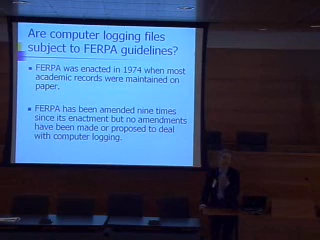 Are computer logging files
subject to FERPA guidelines?
FERPA was enacted in 1974 when most
academic records were maintained on
paper.
FERPA has been amended nine times
since its enactment but no amendments
have been made or proposed to deal
with computer logging.